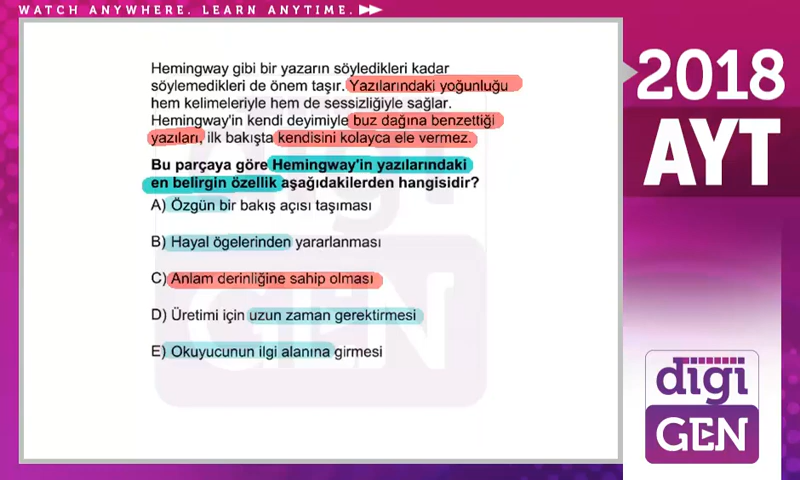 WATCH ANYWHERE. LEARN ANYTIME.
Hemingway gibi bir yazarın söyledikleri kadar
söylemedikleri de önem taşır. Yazılarındaki yoğunluğu
hem kelimeleriyle hem de sessizliğiyle sağlar.
Hemingway'in kendi deyimiyle buz dağına benzettiği
yazıları, ilk bakışta kendisini kolayca ele vermez.
Bu parçaya göre Hemingway'in yazılarındaki
en belirgin özellik aşağıdakilerden hangisidir?
A) Özgün bir bakış açısı taşıması
B) Hayal ögelerinden yararlanması
C) Anlam derinliğine sahip olması
D) Üretimi için uzun zaman gerektirmesi
E) Okuyucunun ilgi alanına girmesi
2018
AYT
digi
GEN
digi
GEN